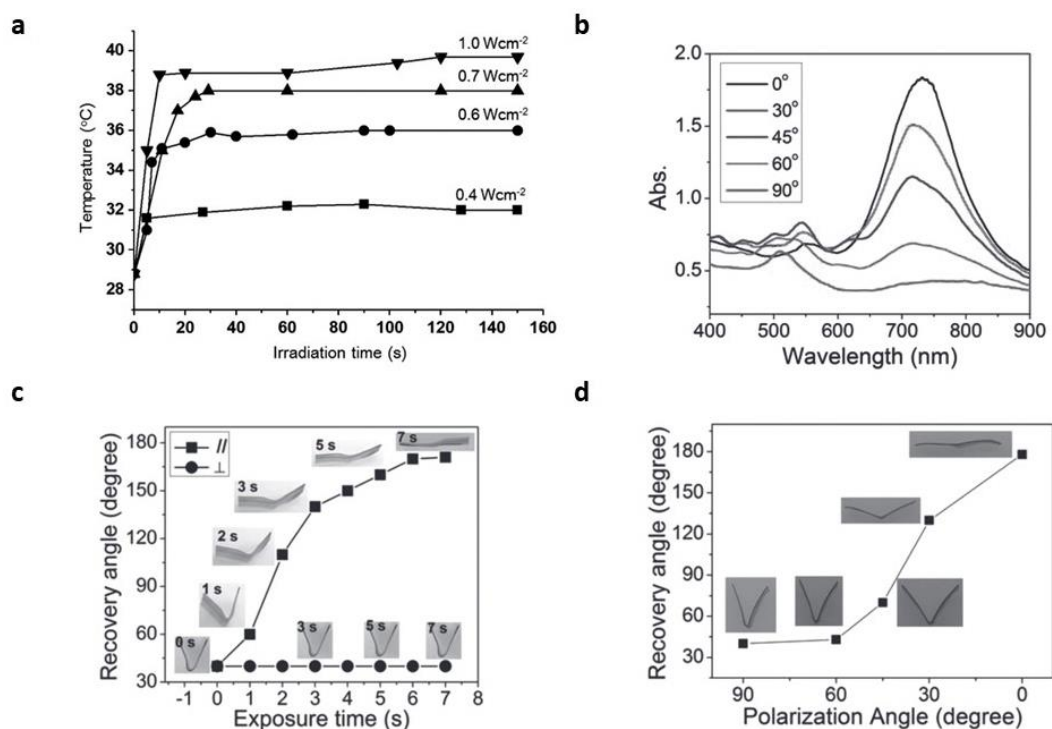 a
1.0 Wcm-2
0.7 Wcm-2
0.6 Wcm-2
0.4 Wcm-2
40
38
36
34
32
30
28
Temperature (°C)
0 20 40 60 80 100 120 140 160
Irradiation time (s)
b
0°
30°
45°
60°
90°
2.0
1.5
1.0
0.5
Abs.
400 500 600 700 800 900
Wavelength (nm)
c
//
⊥
0 s
1 s
2 s
3 s
5 s
7 s
3 s
5 s
7 s
170
150
130
110
90
70
50
30
Recovery angle (degree)
-1 0 1 2 3 4 5 6 7 8
Exposure time (s)
d
180
150
120
90
60
30
Recovery angle (degree)
90 60 30 0
Polarization Angle (degree)